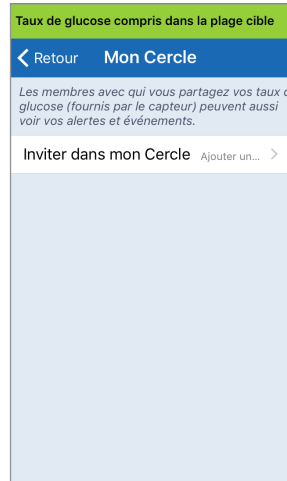 Taux de glucose compris dans la plage cible
Retour Mon Cercle
Les membres avec qui vous partagez vos taux
glucose (fournis par le capteur) peuvent aussi
voir vos alertes et événements.
Inviter dans mon Cercle Ajouter un...